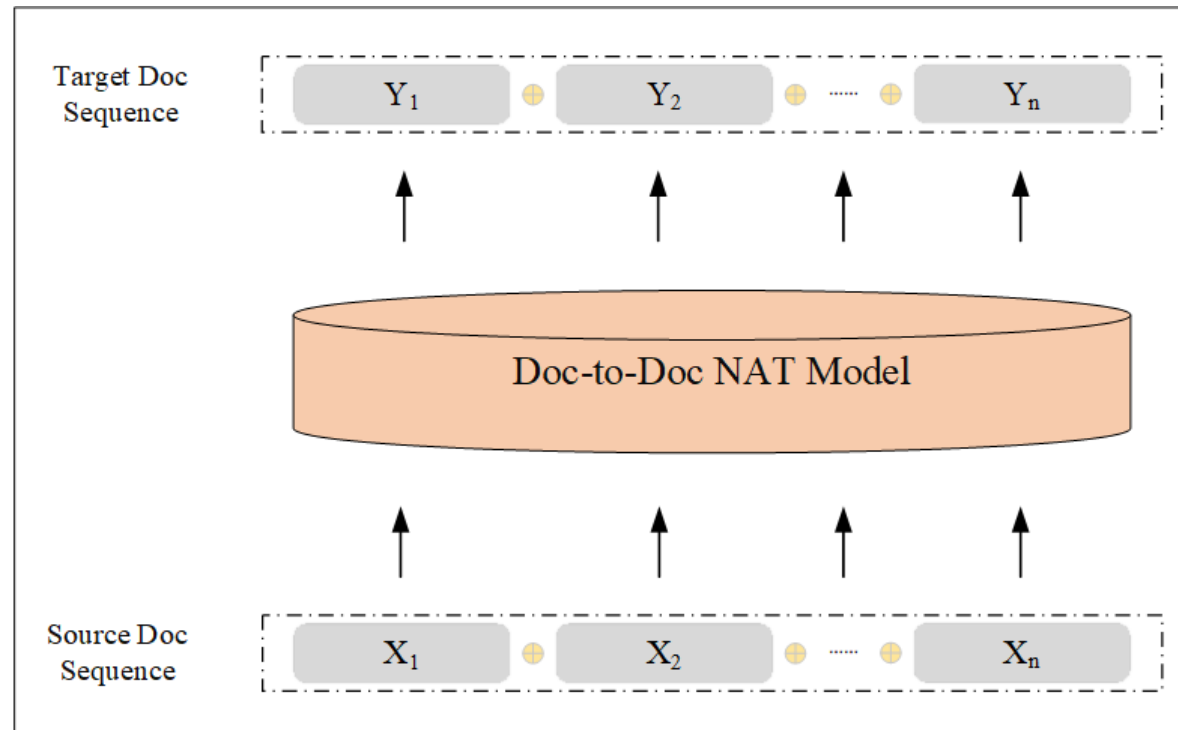 Target Doc
Sequence
Y₁ ⊕ Y₂ ⊕ ...... ⊕ Yₙ
Doc-to-Doc NAT Model
Source Doc
Sequence
X₁ ⊕ X₂ ⊕ ...... ⊕ Xₙ